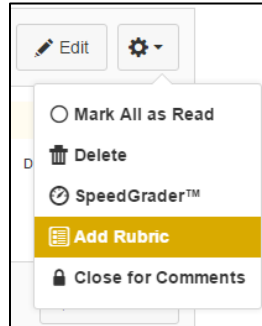 Edit
Mark All as Read
D
Delete
SpeedGrader™
Add Rubric
Close for Comments